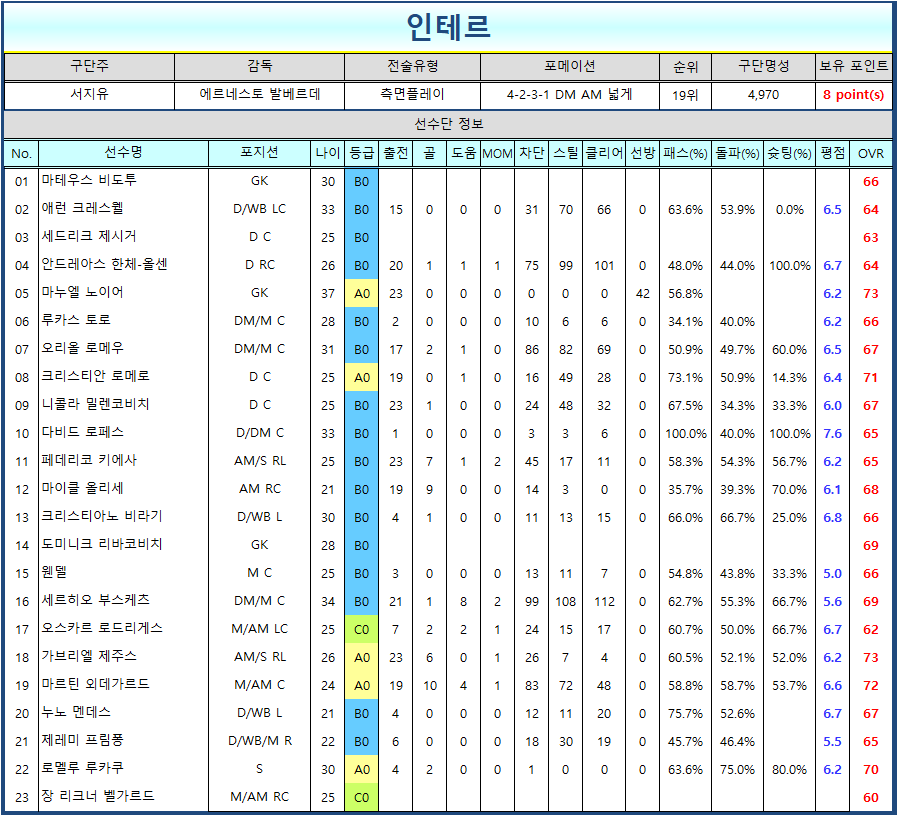 인테르
구단주 감독 전술유형 포메이션 순위 구단명성 보유 포인트
서지유 에르네스토 발베르데 측면플레이 4-2-3-1 DM AM 넓게 19위 4,970 8 point(s)
선수단 정보
No. 선수명 포지션 나이 등급 출전 골 도움 MOM 차단 스틸 클리어 선방 패스(%) 돌파(%) 슛팅(%) 평점 OVR
01 마테우스 비도투 GK 30 B0 66
02 애런 크레스웰 D/WB LC 33 B0 15 0 0 0 31 70 66 0 63.6% 53.9% 0.0% 6.5 64
03 세드리크 제시거 D C 25 B0 63
04 안드레아스 한체-올센 D RC 26 B0 20 1 1 1 75 99 101 0 48.0% 44.0% 100.0% 6.7 64
05 마누엘 노이어 GK 37 A0 23 0 0 0 0 0 0 42 56.8% 6.2 73
06 루카스 토로 DM/M C 28 B0 2 0 0 0 10 6 6 0 34.1% 40.0% 6.2 66
07 오리올 로메우 DM/M C 31 B0 17 2 1 0 86 82 69 0 50.9% 49.7% 60.0% 6.5 67
08 크리스티안 로메로 D C 25 A0 19 0 1 0 16 49 28 0 73.1% 50.9% 14.3% 6.4 71
09 니콜라 밀렌코비치 D C 25 B0 23 1 0 0 24 48 32 0 67.5% 34.3% 33.3% 6.0 67
10 다비드 로페스 D/DM C 33 B0 1 0 0 0 3 3 6 0 100.0% 40.0% 100.0% 7.6 65
11 페데리코 키에사 AM/S RL 25 B0 23 7 1 2 45 17 11 0 58.3% 54.3% 56.7% 6.2 65
12 마이클 올리세 AM RC 21 B0 19 9 0 0 14 3 0 0 35.7% 39.3% 70.0% 6.1 68
13 크리스티아노 비라기 D/WB L 30 B0 4 1 0 0 11 13 15 0 66.0% 66.7% 25.0% 6.8 66
14 도미니크 리바코비치 GK 28 B0 69
15 웬델 M C 25 B0 3 0 0 0 13 11 7 0 54.8% 43.8% 33.3% 5.0 66
16 세르히오 부스케츠 DM/M C 34 B0 21 1 8 2 99 108 112 0 62.7% 55.3% 66.7% 5.6 69
17 오스카르 로드리게스 M/AM LC 25 C0 7 2 2 1 24 15 17 0 60.7% 50.0% 66.7% 6.7 62
18 가브리엘 제주스 AM/S RL 26 A0 23 6 0 1 26 7 4 0 60.5% 52.1% 52.0% 6.2 73
19 마르틴 외데가르드 M/AM C 24 A0 19 10 4 1 83 72 48 0 58.8% 58.7% 53.7% 6.6 72
20 누노 멘데스 D/WB L 21 B0 4 0 0 0 12 11 20 0 75.7% 52.6% 6.7 67
21 제레미 프림퐁 D/WB/M R 22 B0 6 0 0 0 18 30 19 0 45.7% 46.4% 5.5 65
22 로멜루 루카쿠 S 30 A0 4 2 0 0 1 0 0 0 63.6% 75.0% 80.0% 6.2 70
23 장 리크너 벨가르드 M/AM RC 25 C0 60